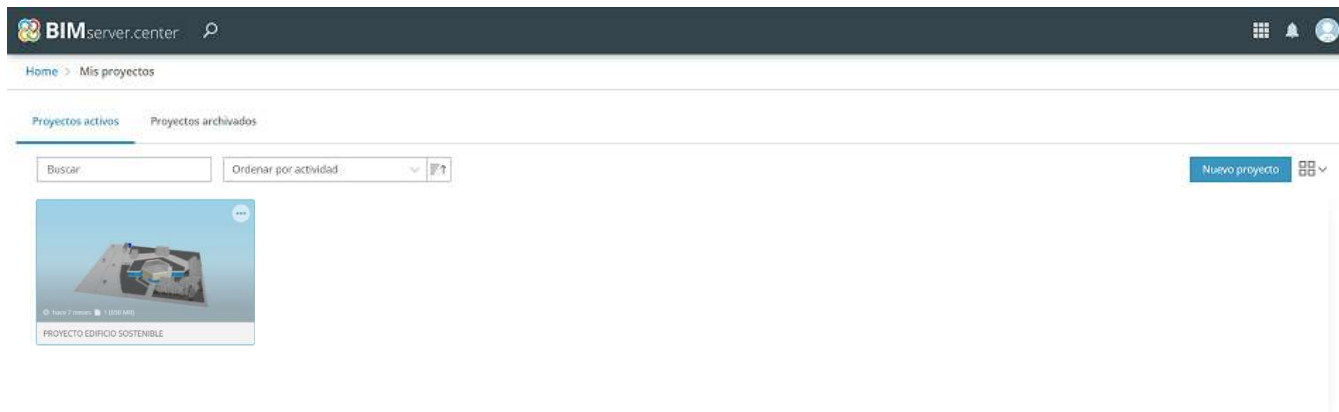 BIMserver.center
Home > Mis proyectos
Proyectos activos Proyectos archivados
Buscar Ordenar por actividad Nuevo proyecto
PROYECTO EDIFICIO SOSTENIBLE